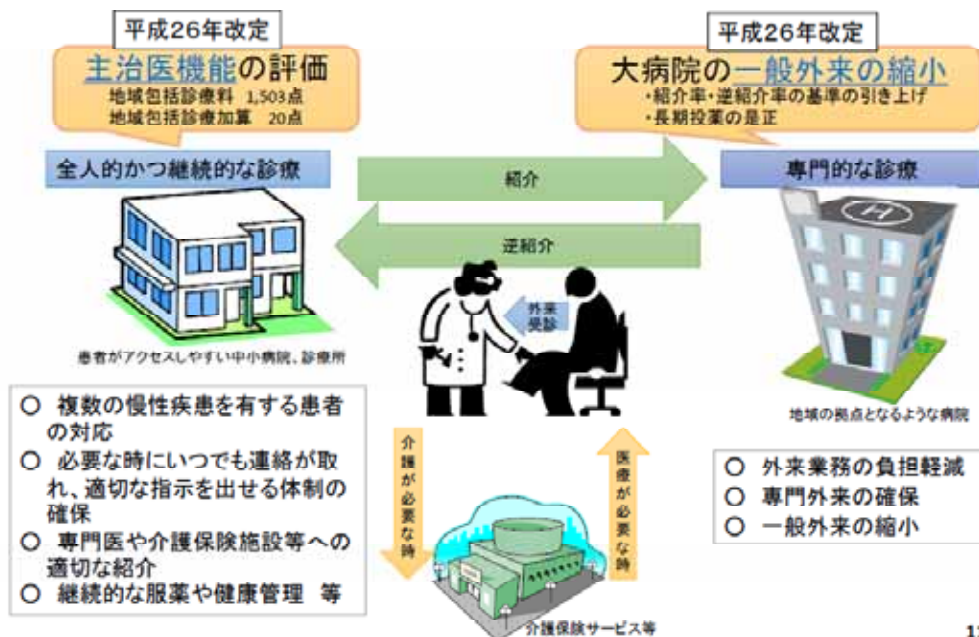 平成26年改定
主治医機能の評価
地域包括診療料 1,503点
地域包括診療加算 20点
平成26年改定
大病院の一般外来の縮小
・紹介率・逆紹介率の基準の引き上げ
・長期投薬の是正
全人的かつ継続的な診療
紹介
専門的な診療
逆紹介
外来
受診
患者がアクセスしやすい中小病院、診療所
地域の拠点となるような病院
○ 複数の慢性疾患を有する患者
の対応
○ 必要な時にいつでも連絡が取
れ、適切な指示を出せる体制の
確保
○ 専門医や介護保険施設等への
適切な紹介
○ 継続的な服薬や健康管理 等
介護が必要な時
医療が必要な時
○ 外来業務の負担軽減
○ 専門外来の確保
○ 一般外来の縮小
介護保険サービス等